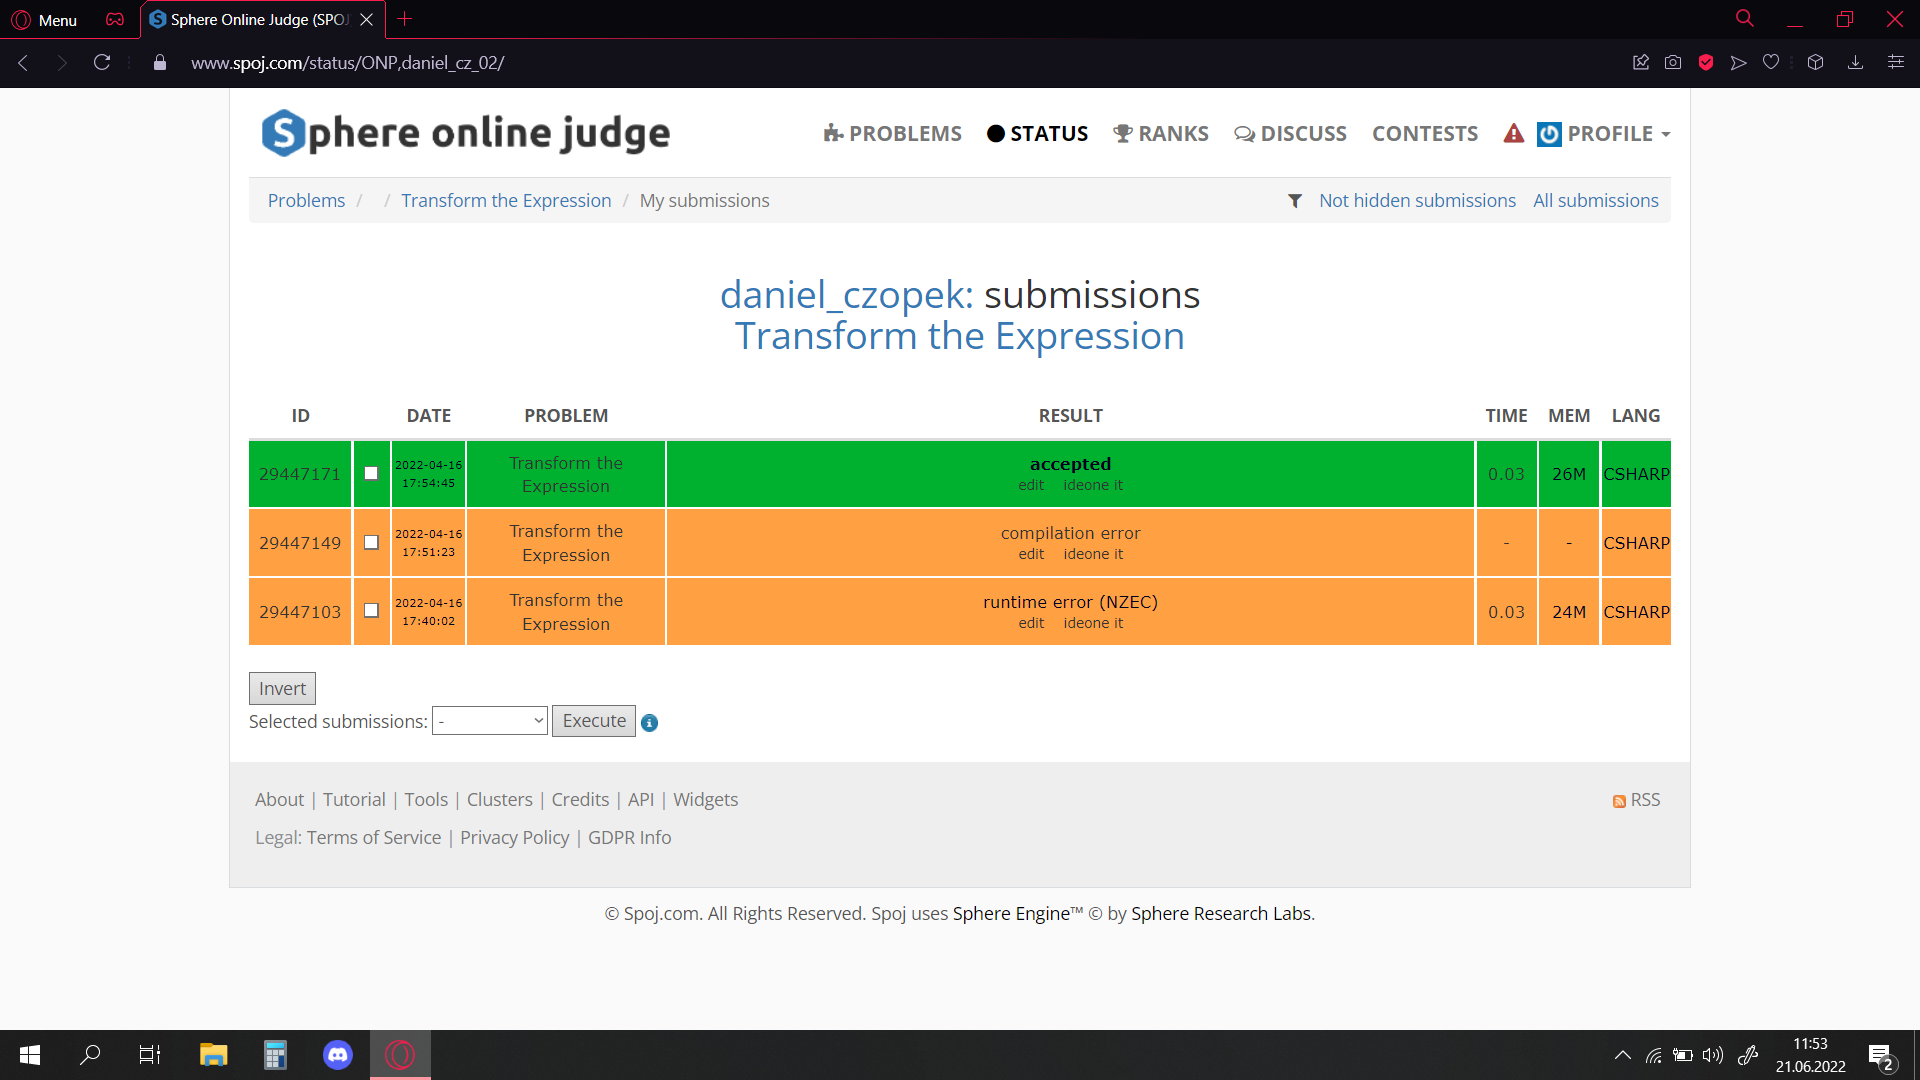 Menu
Sphere Online Judge (SPOJ
www.spoj.com/status/ONP,daniel_cz_02/
Sphere online judge
PROBLEMS
STATUS
RANKS
DISCUSS
CONTESTS
PROFILE
Problems / / Transform the Expression / My submissions
Not hidden submissions
All submissions
daniel_czopek: submissions
Transform the Expression
ID DATE PROBLEM RESULT TIME MEM LANG
29447171
2022-04-16
17:54:45
Transform the
Expression
accepted
edit ideone it
0.03
26M
CSHARP
29447149
2022-04-16
17:51:23
Transform the
Expression
compilation error
edit ideone it
-
-
CSHARP
29447103
2022-04-16
17:40:02
Transform the
Expression
runtime error (NZEC)
edit ideone it
0.03
24M
CSHARP
Invert
Selected submissions: - Execute
About | Tutorial | Tools | Clusters | Credits | API | Widgets
RSS
Legal: Terms of Service | Privacy Policy | GDPR Info
© Spoj.com. All Rights Reserved. Spoj uses Sphere Engine™ © by Sphere Research Labs.
11:53
21.06.2022
2